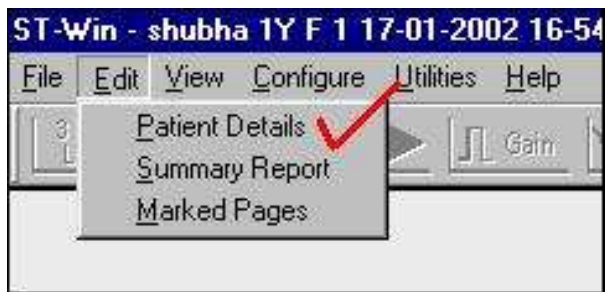 ST-Win - shubha 1Y F 1 17-01-2002 16-54
File Edit View Configure Utilities Help
Patient Details
Summary Report
Marked Pages
3
L
Gain